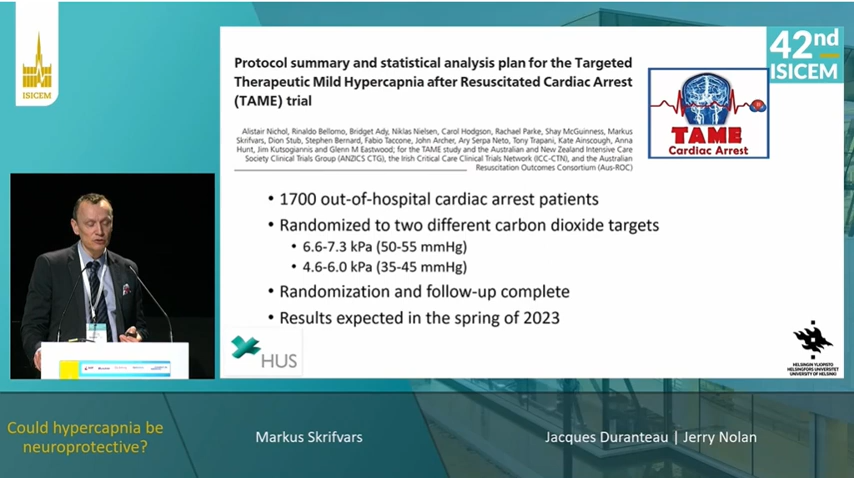 ISICEM
42nd
ISICEM
Protocol summary and statistical analysis plan for the Targeted
Therapeutic Mild Hypercapnia after Resuscitated Cardiac Arrest
(TAME) trial
TAME
Cardiac Arrest
Alistair Nichol, Rinaldo Bellomo, Bridget Ady, Niklas Nielsen, Carol Hodgson, Rachael Parke, Shay McGuinness, Markus
Skrifvars, Dion Stub, Stephen Bernard, Fabio Taccone, John Archer, Ary Serpa Neto, Tony Trapani, Kate Ainscough, Anna
Hunt, Jim Kutsogiannis and Glenn M Eastwood; for the TAME study and the Australian and New Zealand Intensive Care
Society Clinical Trials Group (ANZICS CTG), the Irish Critical Care Clinical Trials Network (ICC-CTN), and the Australian
Resuscitation Outcomes Consortium (Aus-ROC)
• 1700 out-of-hospital cardiac arrest patients
• Randomized to two different carbon dioxide targets
• 6.6-7.3 kPa (50-55 mmHg)
• 4.6-6.0 kPa (35-45 mmHg)
• Randomization and follow-up complete
• Results expected in the spring of 2023
HUS
HELSINGIN YLIOPISTO
HELSINGFORS UNIVERSITET
UNIVERSITY OF HELSINKI
Could hypercapnia be
neuroprotective?
Markus Skrifvars
Jacques Duranteau | Jerry Nolan